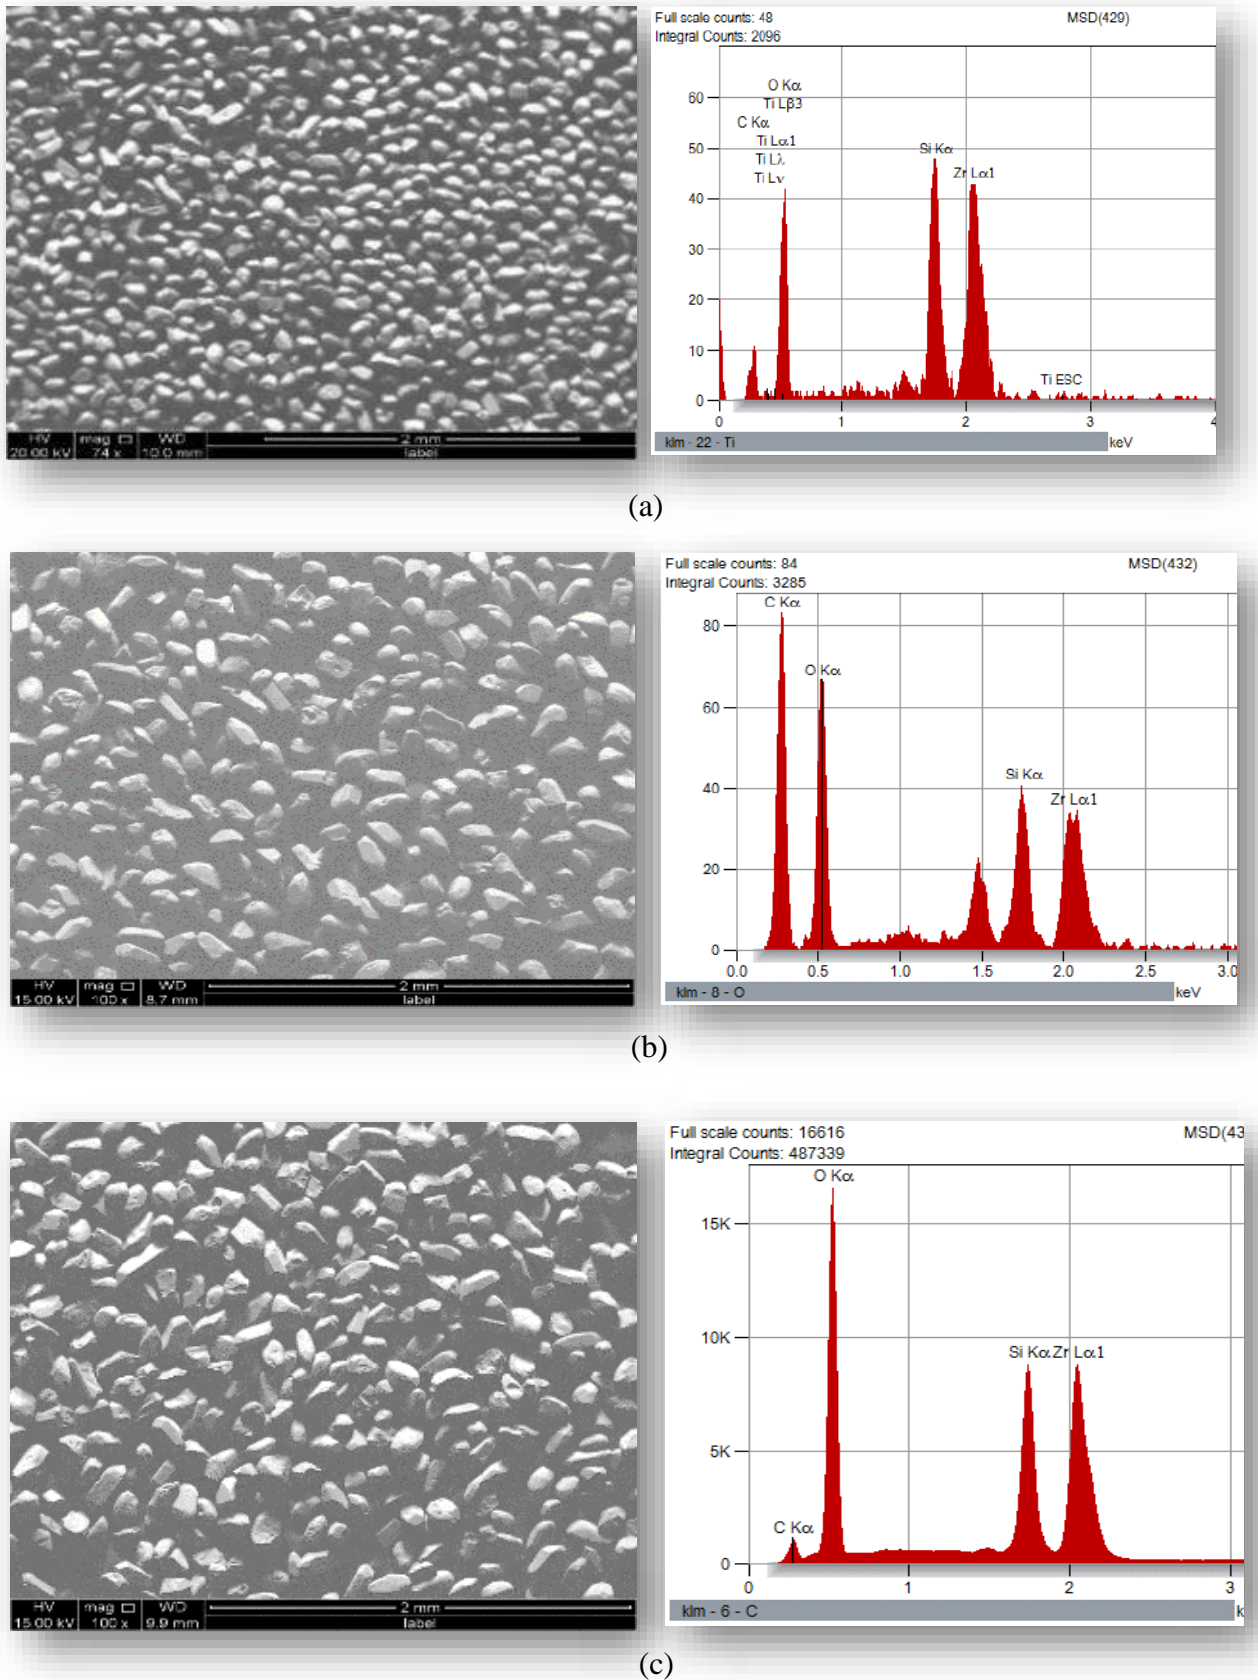 Full scale counts: 48 MSD(429)
Integral Counts: 2096
O Kα
Ti Lβ3
C Kα
Ti Lα1
Ti Lλ
Ti Lν
Si Kα
Zr Lα1
Ti ESC
60
50
40
30
20
10
0
0 1 2 3 4
klm - 22 - Ti keV
HV mag □ WD 2 mm
20.00 kV 74 x 10.0 mm label
(a)
Full scale counts: 84 MSD(432)
Integral Counts: 3285
C Kα
O Kα
Si Kα
Zr Lα1
80
60
40
20
0
0.0 0.5 1.0 1.5 2.0 2.5 3.0
klm - 8 - O keV
HV mag □ WD 2 mm
15.00 kV 100 x 8.7 mm label
(b)
Full scale counts: 16616 MSD(43
Integral Counts: 487339
O Kα
Si Kα Zr Lα1
C Kα
15K
10K
5K
0
0 1 2 3
klm - 6 - C k
HV mag □ WD 2 mm
15.00 kV 100 x 9.9 mm label
(c)